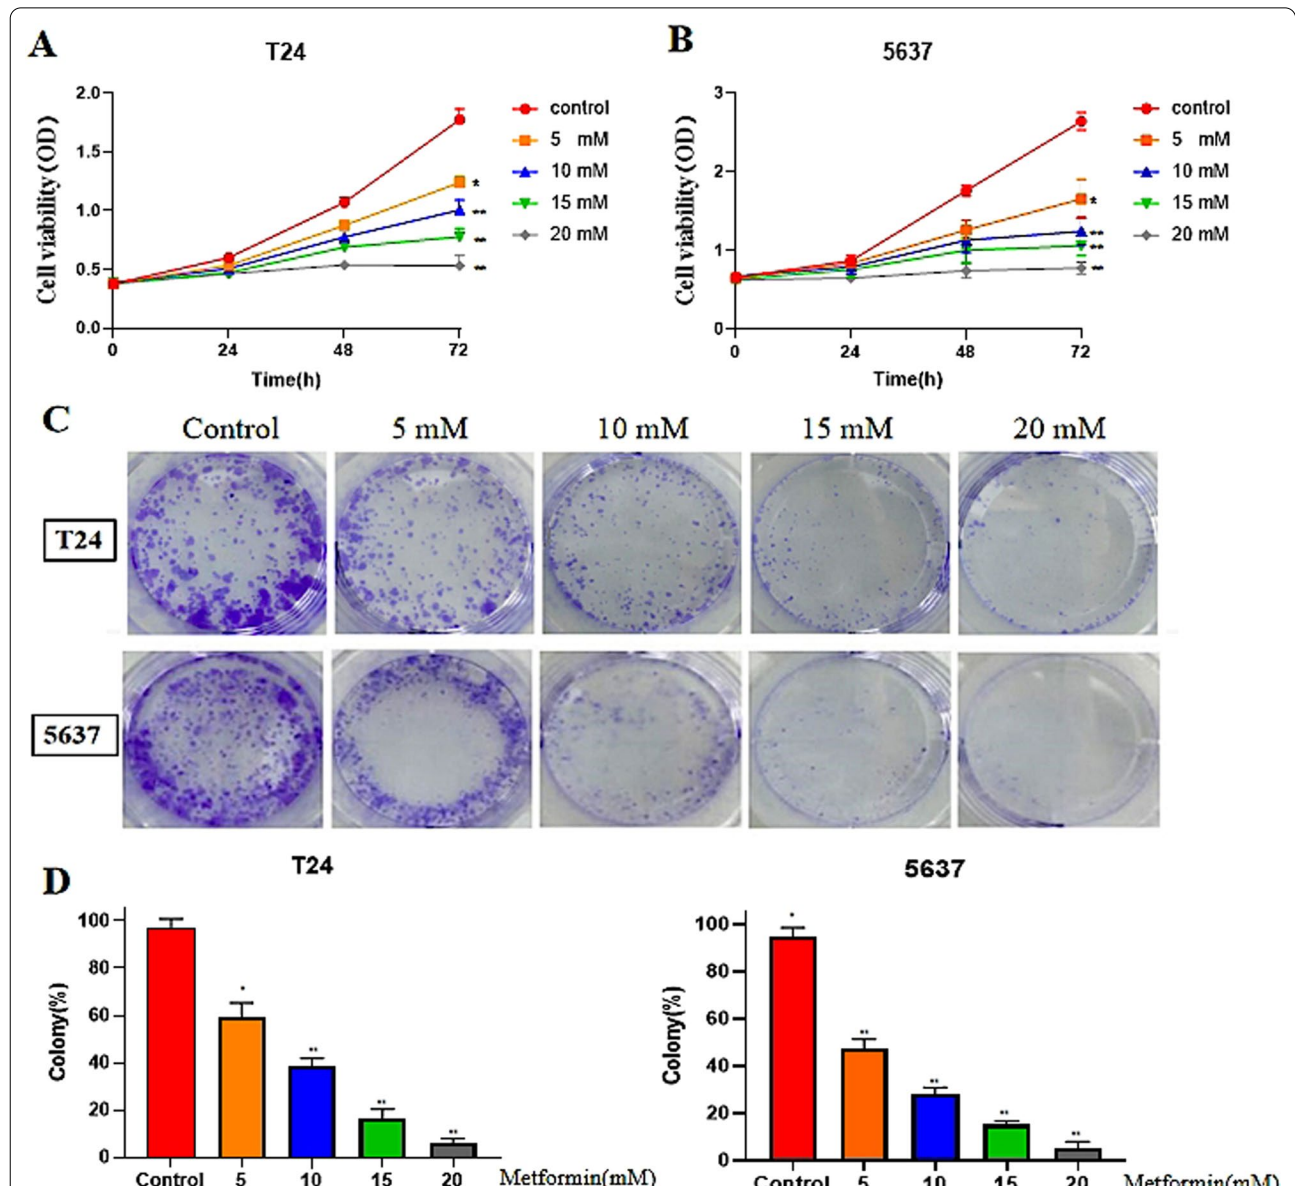 A
T24
Cell viability (OD)
2.0
1.5
1.0
0.5
0.0
0 24 48 72
Time(h)
control
5 mM
10 mM
15 mM
20 mM
*
**
**
**
B
5637
Cell viability (OD)
3
2
1
0
0 24 48 72
Time(h)
control
5 mM
10 mM
15 mM
20 mM
*
**
**
**
C
Control 5 mM 10 mM 15 mM 20 mM
T24
5637
D
T24
Colony(%)
100
80
60
40
20
0
*
**
**
**
Control 5 10 15 20 Metformin(mM)
5637
Colony(%)
100
80
60
40
20
0
*
**
**
**
**
Control 5 10 15 20 Metformin(mM)